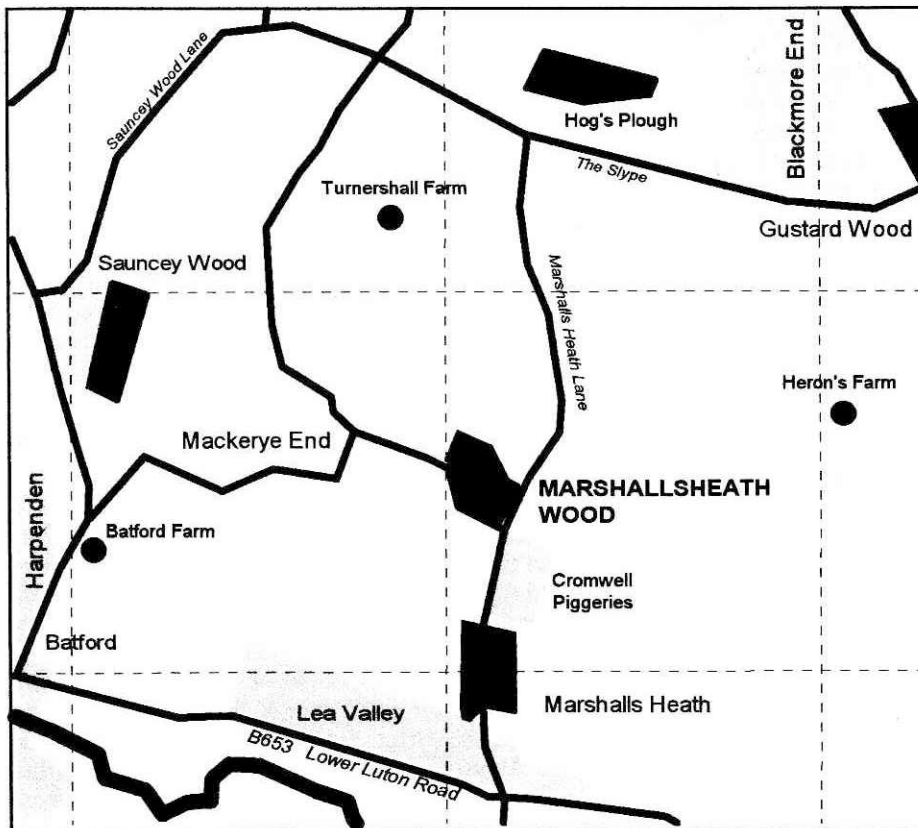 Sauncey Wood Lane
Hog's Plough
Blackmore End
The Slype
Turnershall Farm
Gustard Wood
Sauncey Wood
Marshalls Heath Lane
Heron's Farm
Mackerye End
MARSHALLSHEATH
WOOD
Harpenden
Batford Farm
Cromwell
Piggeries
Batford
Lea Valley
Marshalls Heath
B653 Lower Luton Road